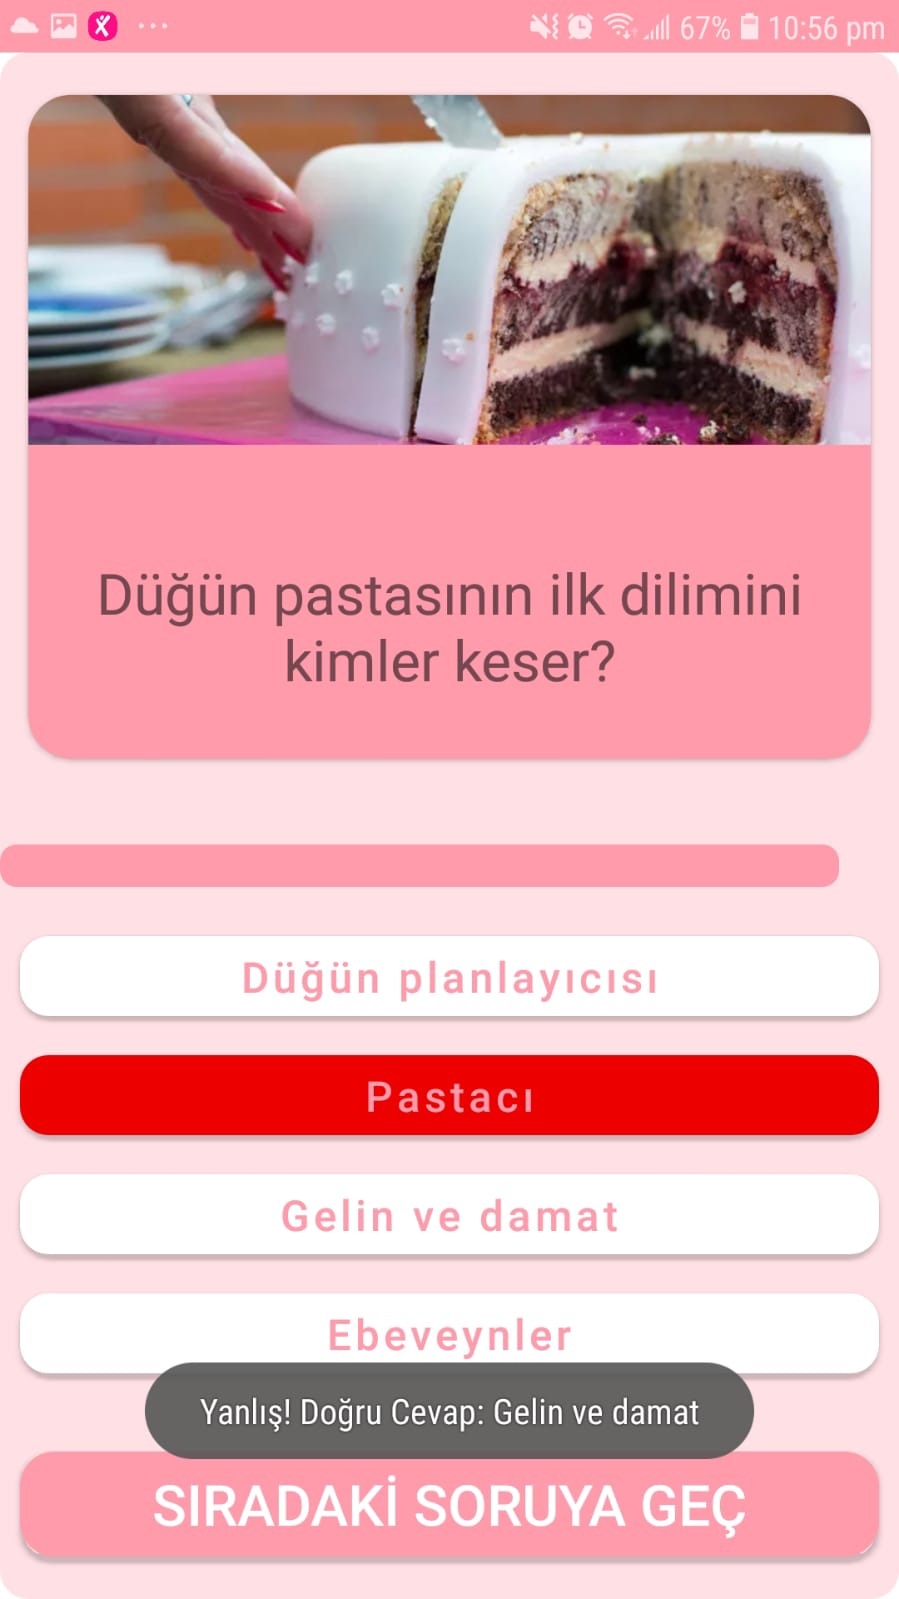 67% 10:56 pm
Düğün pastasının ilk dilimini
kimler keser?
Düğün planlayıcısı
Pastacı
Gelin ve damat
Ebeveynler
Yanlış! Doğru Cevap: Gelin ve damat
SIRADAKİ SORUYA GEÇ